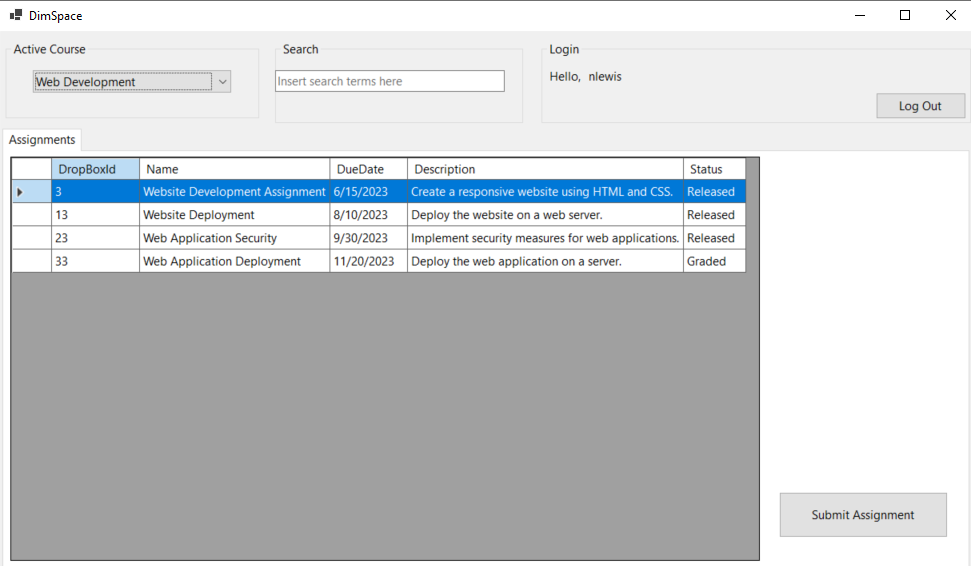 DimSpace
Active Course
Search
Login
Web Development
Insert search terms here
Hello, nlewis
Log Out
Assignments
DropBoxId Name DueDate Description Status
3 Website Development Assignment 6/15/2023 Create a responsive website using HTML and CSS. Released
13 Website Deployment 8/10/2023 Deploy the website on a web server. Released
23 Web Application Security 9/30/2023 Implement security measures for web applications. Released
33 Web Application Deployment 11/20/2023 Deploy the web application on a server. Graded
Submit Assignment